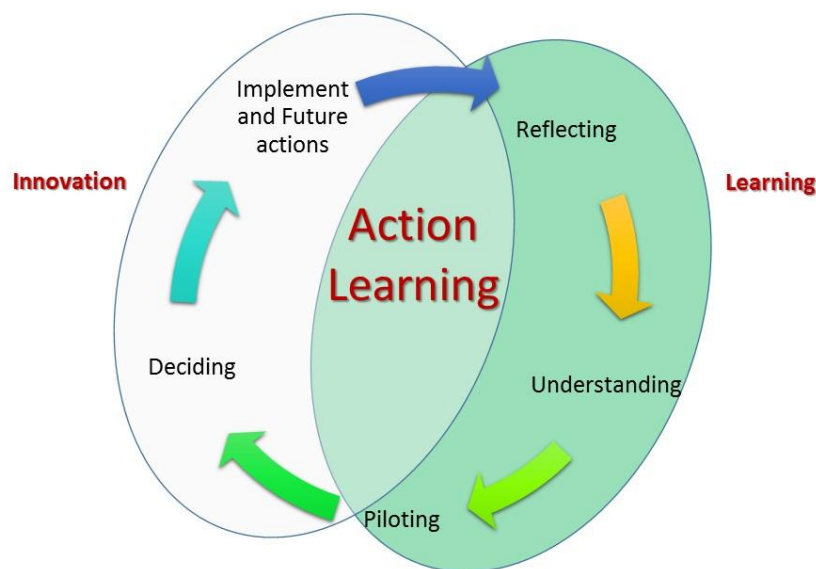 Implement
and Future
actions
Reflecting
Innovation
Learning
Action
Learning
Deciding
Understanding
Piloting